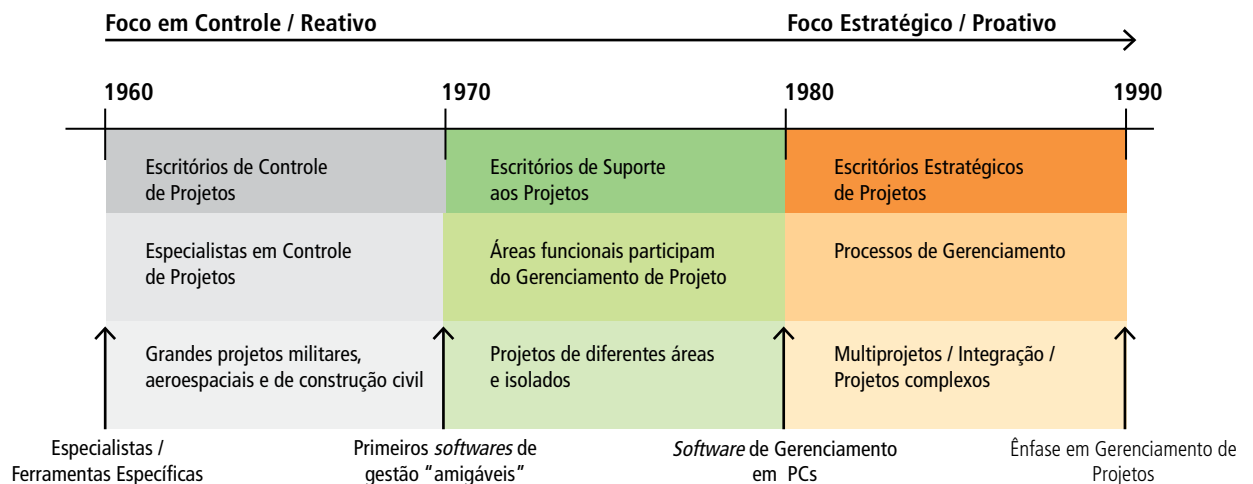 Foco em Controle / Reativo
Foco Estratégico / Proativo
1960
1970
1980
1990
Escritórios de Controle
de Projetos
Escritórios de Suporte
aos Projetos
Escritórios Estratégicos
de Projetos
Especialistas em Controle
de Projetos
Áreas funcionais participam
do Gerenciamento de Projeto
Processos de Gerenciamento
Grandes projetos militares,
aeroespaciais e de construção civil
Projetos de diferentes áreas
e isolados
Multiprojetos / Integração /
Projetos complexos
Especialistas /
Ferramentas Específicas
Primeiros softwares de
gestão “amigáveis”
Software de Gerenciamento
em PCs
Ênfase em Gerenciamento de
Projetos